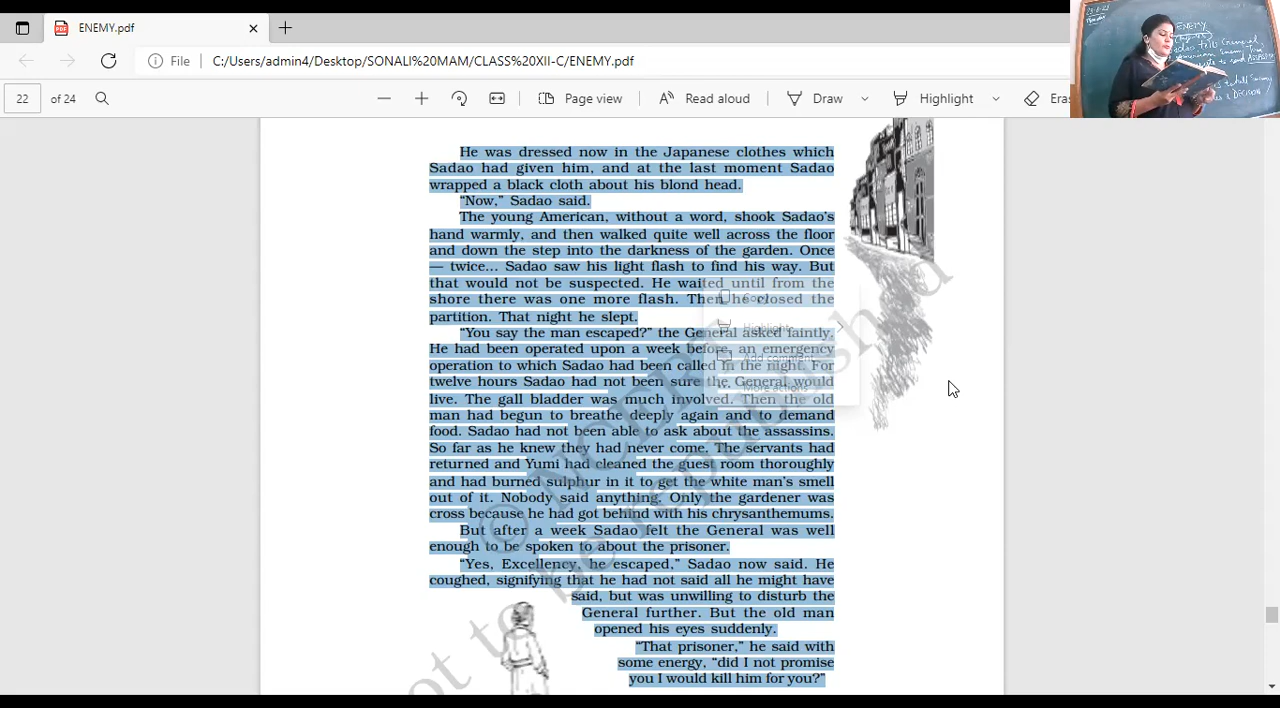 ENEMY.pdf
File
C:/Users/admin4/Desktop/SONALI%20MAM/CLASS%20XII-C/ENEMY.pdf
22 of 24
Page view
Read aloud
Draw
Highlight
ENEMY
He was dressed now in the Japanese clothes which
Sadao had given him, and at the last moment Sadao
wrapped a black cloth about his blond head.
“Now,” Sadao said.
The young American, without a word, shook Sadao’s
hand warmly, and then walked quite well across the floor
and down the step into the darkness of the garden. Once
— twice... Sadao saw his light flash to find his way. But
that would not be suspected. He waited until from the
shore there was one more flash. Then he closed the
partition. That night he slept.
“You say the man escaped?” the General asked faintly.
He had been operated upon a week before, an emergency
operation to which Sadao had been called in the night. For
twelve hours Sadao had not been sure the General would
live. The gall bladder was much involved. Then the old
man had begun to breathe deeply again and to demand
food. Sadao had not been able to ask about the assassins.
So far as he knew they had never come. The servants had
returned and Yumi had cleaned the guest room thoroughly
and had burned sulphur in it to get the white man’s smell
out of it. Nobody said anything. Only the gardener was
cross because he had got behind with his chrysanthemums.
But after a week Sadao felt the General was well
enough to be spoken to about the prisoner.
“Yes, Excellency, he escaped,” Sadao now said. He
coughed, signifying that he had not said all he might have
said, but was unwilling to disturb the
General further. But the old man
opened his eyes suddenly.
“That prisoner,” he said with
some energy, “did I not promise
you I would kill him for you?”
Copy
Highlight
Add comment
More actions
© NCERT
not to be republished